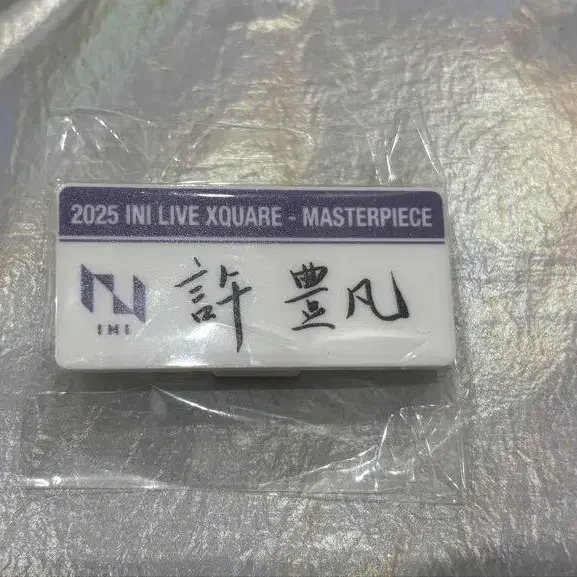 2025 INI LIVE XQUARE - MASTERPIECE
INI
許 豊凡